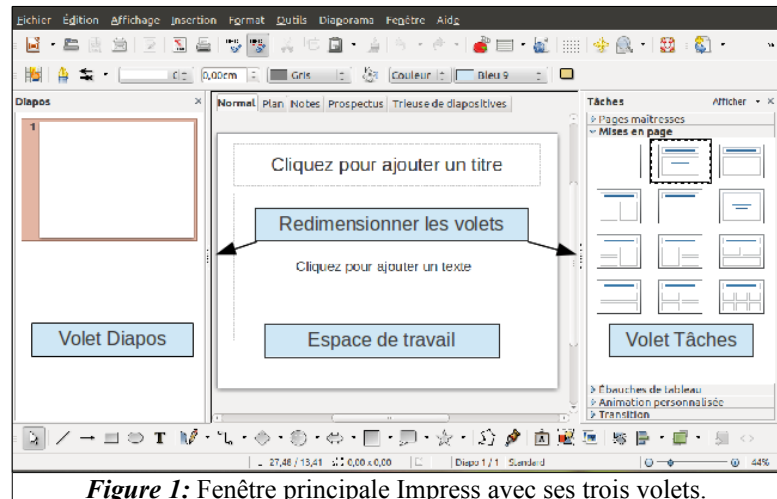 Fichier Édition Affichage Insertion Format Outils Diaporama Fenêtre Aide
0,00cm Gris Couleur Bleu 9
Diapos
1
Normal Plan Notes Prospectus Trieuse de diapositives
Cliquez pour ajouter un titre
Redimensionner les volets
Cliquez pour ajouter un texte
Volet Diapos
Espace de travail
Tâches Afficher
Pages maîtresses
Mises en page
Volet Tâches
Ébauches de tableau
Animation personnalisée
Transition
27,48 / 13,41 0,00 x 0,00 Diapo 1 / 1 Standard 44%
Figure 1: Fenêtre principale Impress avec ses trois volets.